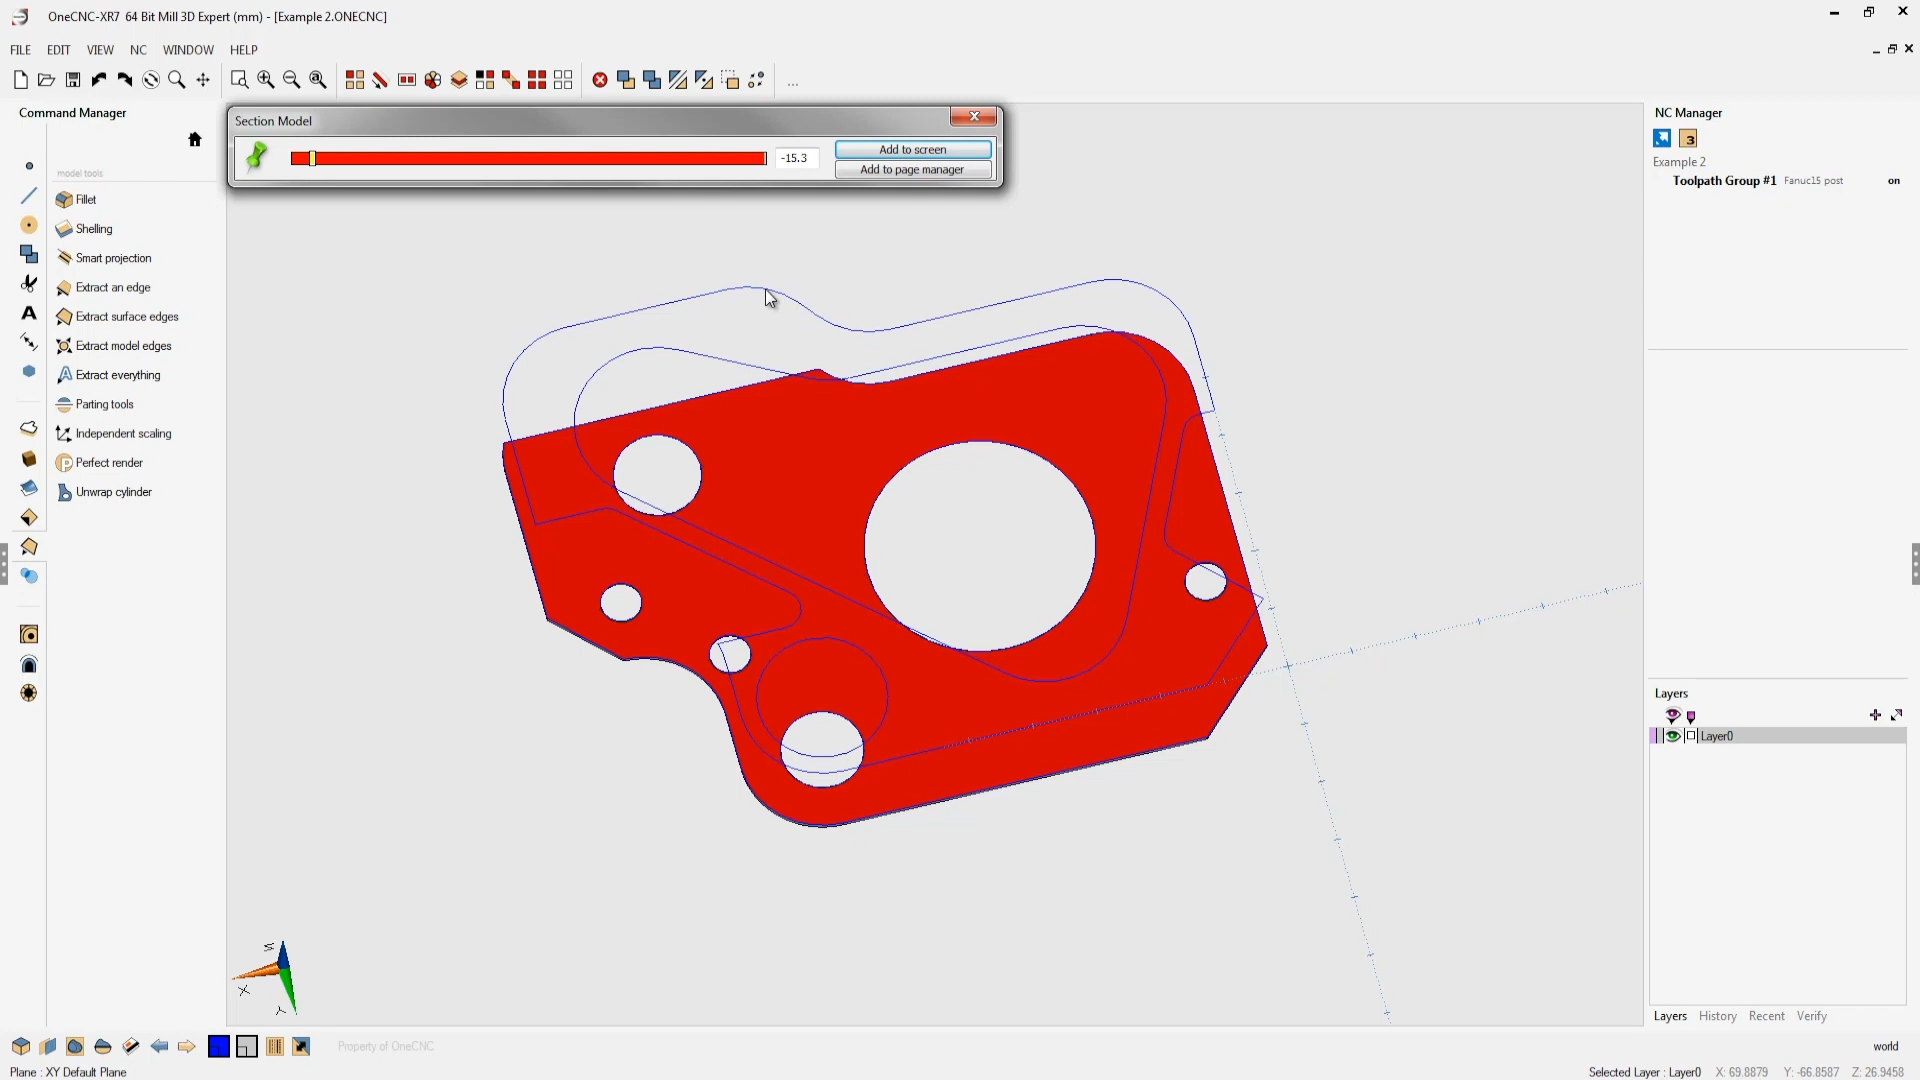 OneCNC-XR7 64 Bit Mill 3D Expert (mm) - [Example 2.ONECNC]
FILE EDIT VIEW NC WINDOW HELP
...
Command Manager
model tools
Fillet
Shelling
Smart projection
Extract an edge
Extract surface edges
Extract model edges
Extract everything
Parting tools
Independent scaling
Perfect render
Unwrap cylinder
Section Model
-15.3
Add to screen
Add to page manager
NC Manager
3
Example 2
Toolpath Group #1 Fanuc15 post on
Layers
Layer0
Layers History Recent Verify
X
Y
Z
Property of OneCNC
world
Plane : XY Default Plane
Selected Layer : Layer0 X: 69.8879 Y: -66.8587 Z: 26.9458